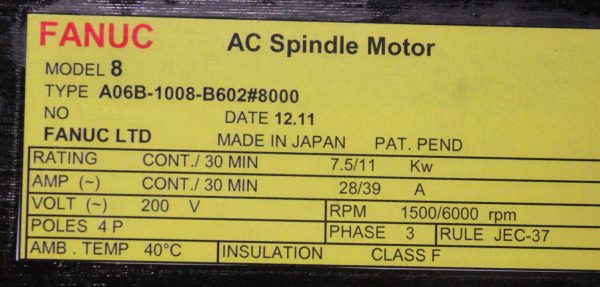 FANUC AC Spindle Motor
MODEL 8
TYPE A06B-1008-B602#8000
NO DATE 12.11
FANUC LTD MADE IN JAPAN PAT. PEND
RATING CONT./ 30 MIN 7.5/11 Kw
AMP (~) CONT./ 30 MIN 28/39 A
VOLT (~) 200 V RPM 1500/6000 rpm
POLES 4 P PHASE 3 RULE JEC-37
AMB . TEMP 40°C INSULATION CLASS F